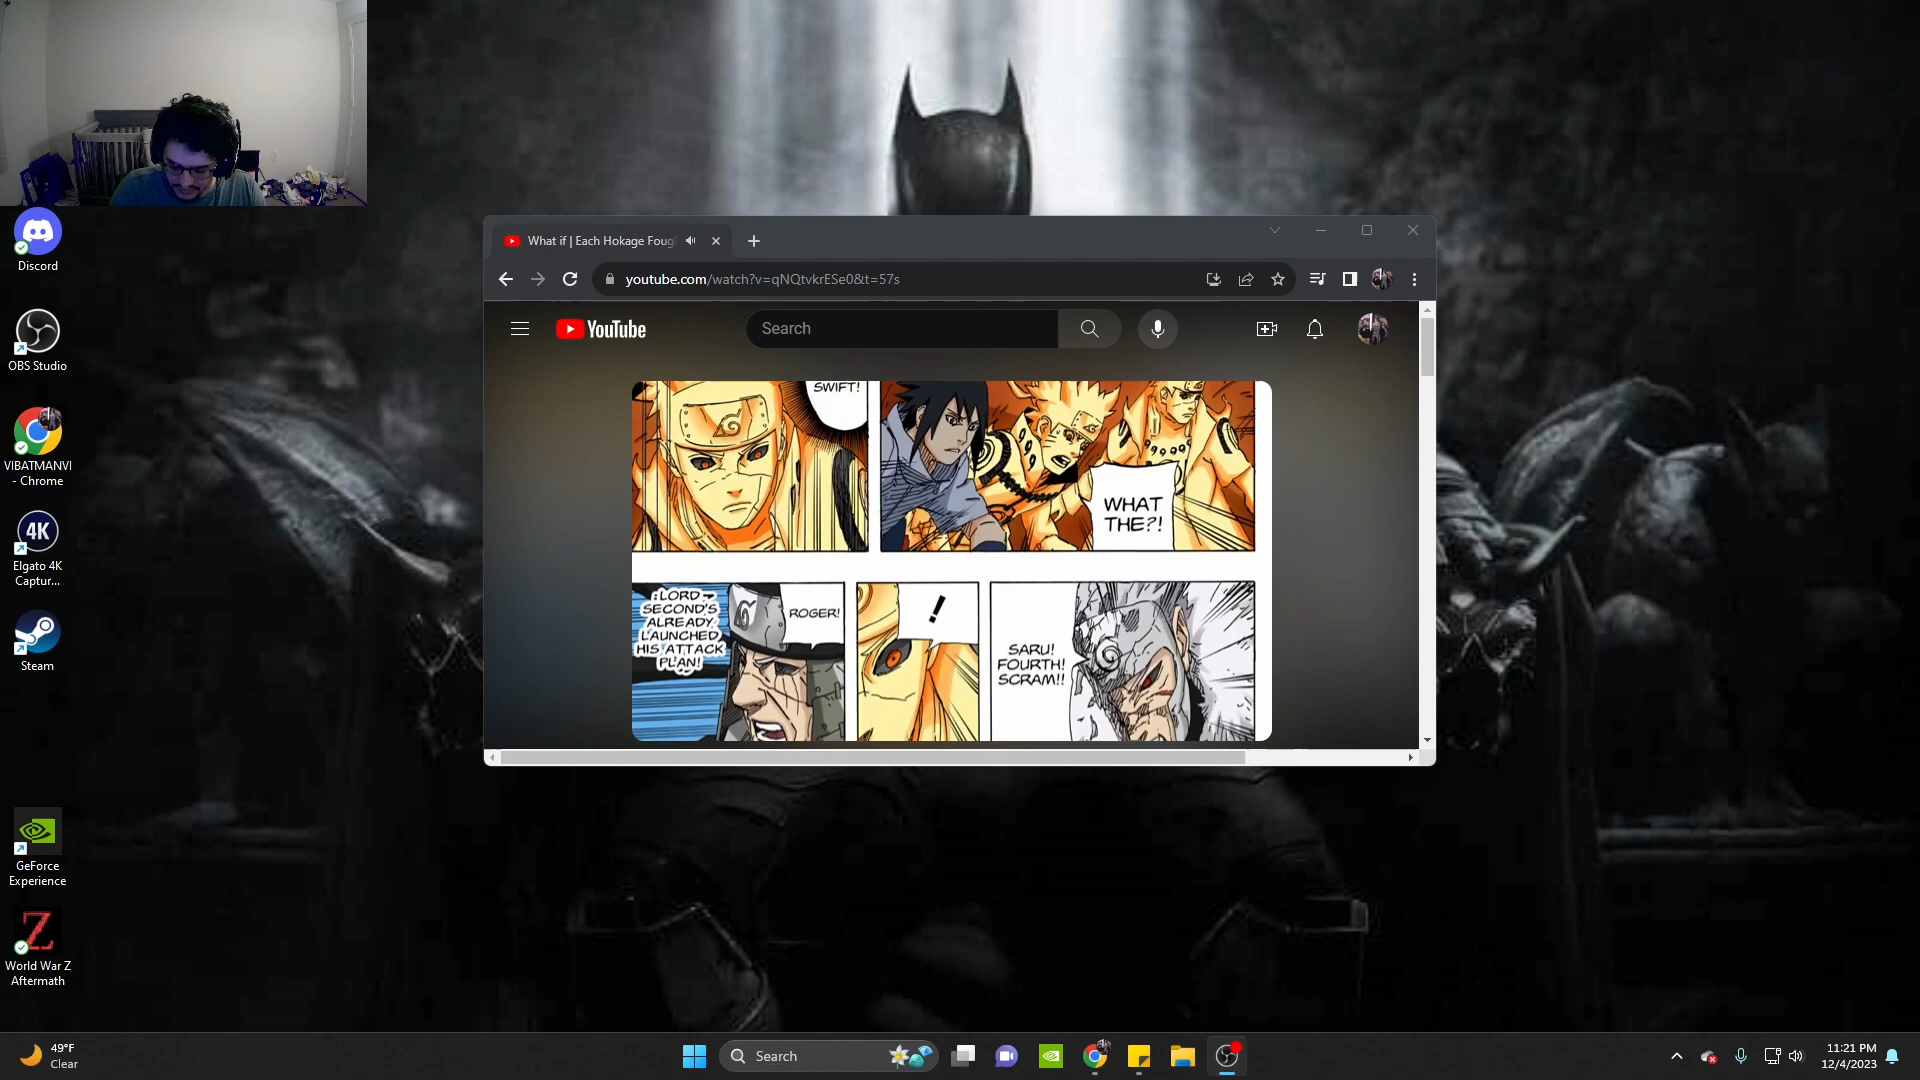 Discord
OBS Studio
VIBATMANVI
- Chrome
4K
Elgato 4K
Captur...
Steam
GeForce
Experience
Z
World War Z
Aftermath
What if | Each Hokage Foug
youtube.com/watch?v=qNQtvkrESe0&t=57s
YouTube
Search
SWIFT!
WHAT
THE?!
LORD
SECOND'S
ALREADY
LAUNCHED
HIS ATTACK
PLAN!
ROGER!
!
SARU!
FOURTH!
SCRAM!!
49°F
Clear
Search
11:21 PM
12/4/2023